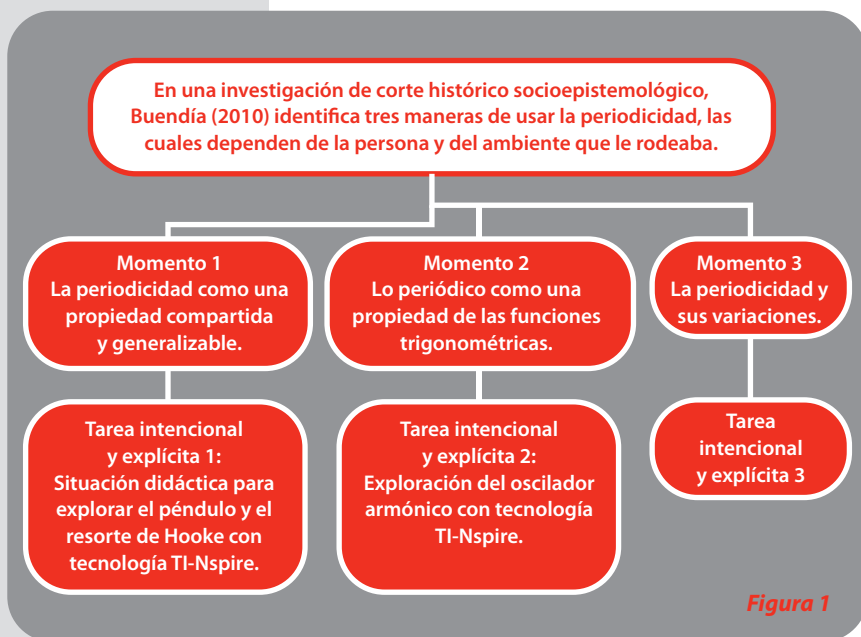 En una investigación de corte histórico socioepistemológico,
Buendía (2010) identifica tres maneras de usar la periodicidad, las
cuales dependen de la persona y del ambiente que le rodeaba.
Momento 1
La periodicidad como una
propiedad compartida
y generalizable.
Momento 2
Lo periódico como una
propiedad de las funciones
trigonométricas.
Momento 3
La periodicidad y
sus variaciones.
Tarea intencional
y explícita 1:
Situación didáctica para
explorar el péndulo y el
resorte de Hooke con
tecnología TI-Nspire.
Tarea intencional
y explícita 2:
Exploración del oscilador
armónico con tecnología
TI-Nspire.
Tarea
intencional
y explícita 3
Figura 1